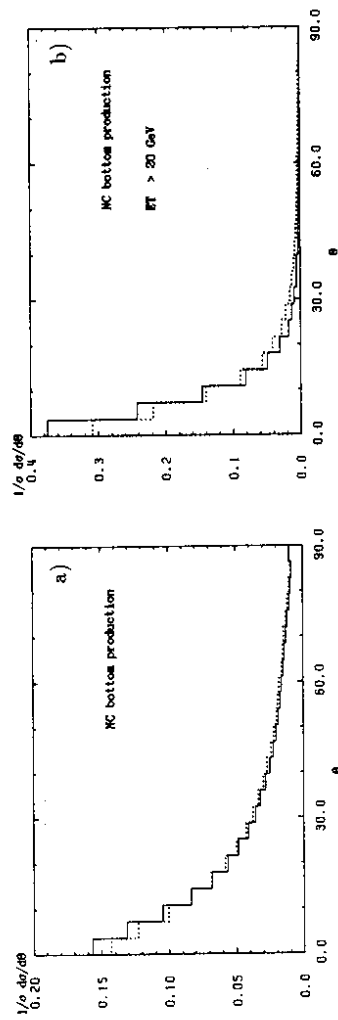 a)
1/σ dσ/dθ
0.20
0.15
0.10
0.05
0.0
NC bottom production
0.0 30.0 60.0 90.0
θ
b)
1/σ dσ/dθ
0.4
0.3
0.2
0.1
0.0
NC bottom production
ET > 20 GeV
0.0 30.0 60.0 90.0
θ